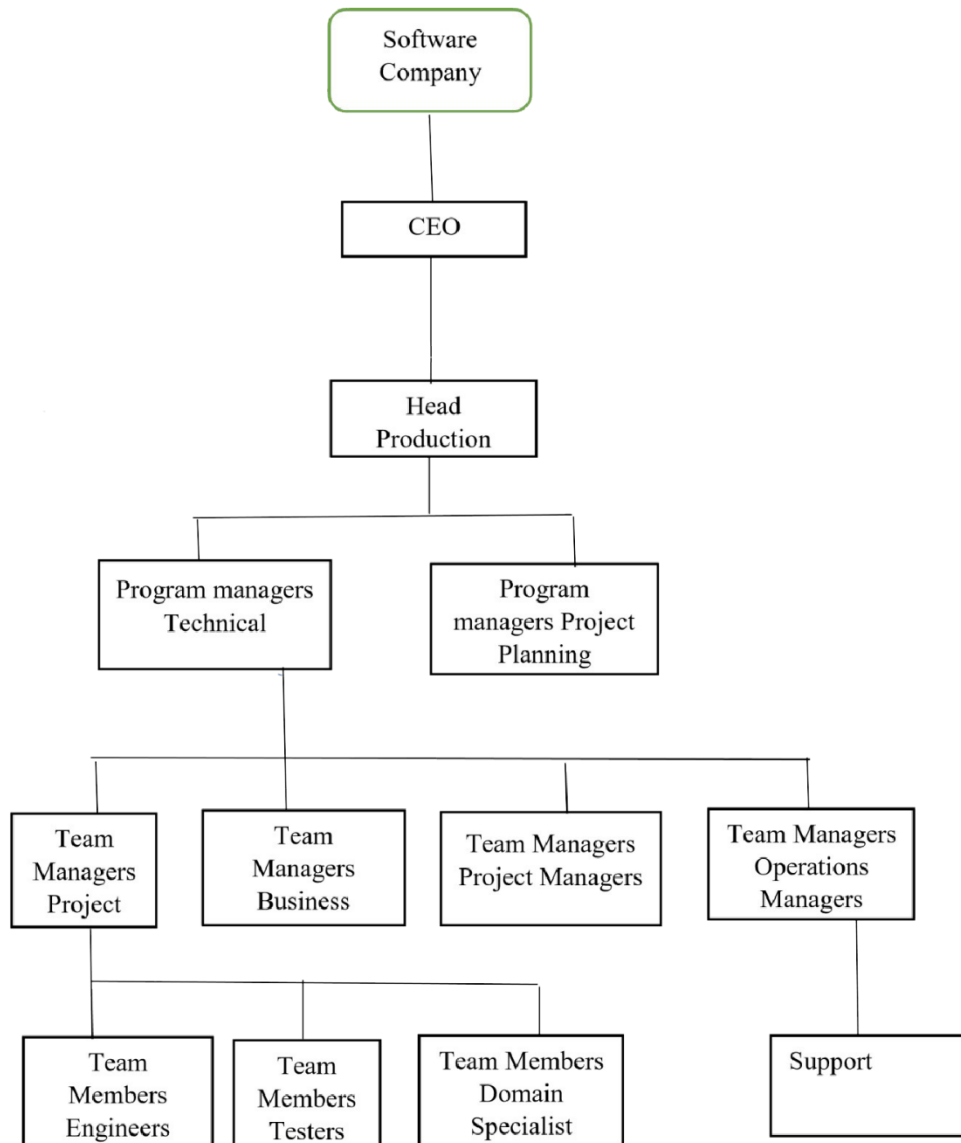 Software
Company
CEO
Head
Production
Program managers
Technical
Program
managers Project
Planning
Team
Managers
Project
Team
Managers
Business
Team Managers
Project Managers
Team Managers
Operations
Managers
Team
Members
Engineers
Team
Members
Testers
Team Members
Domain
Specialist
Support